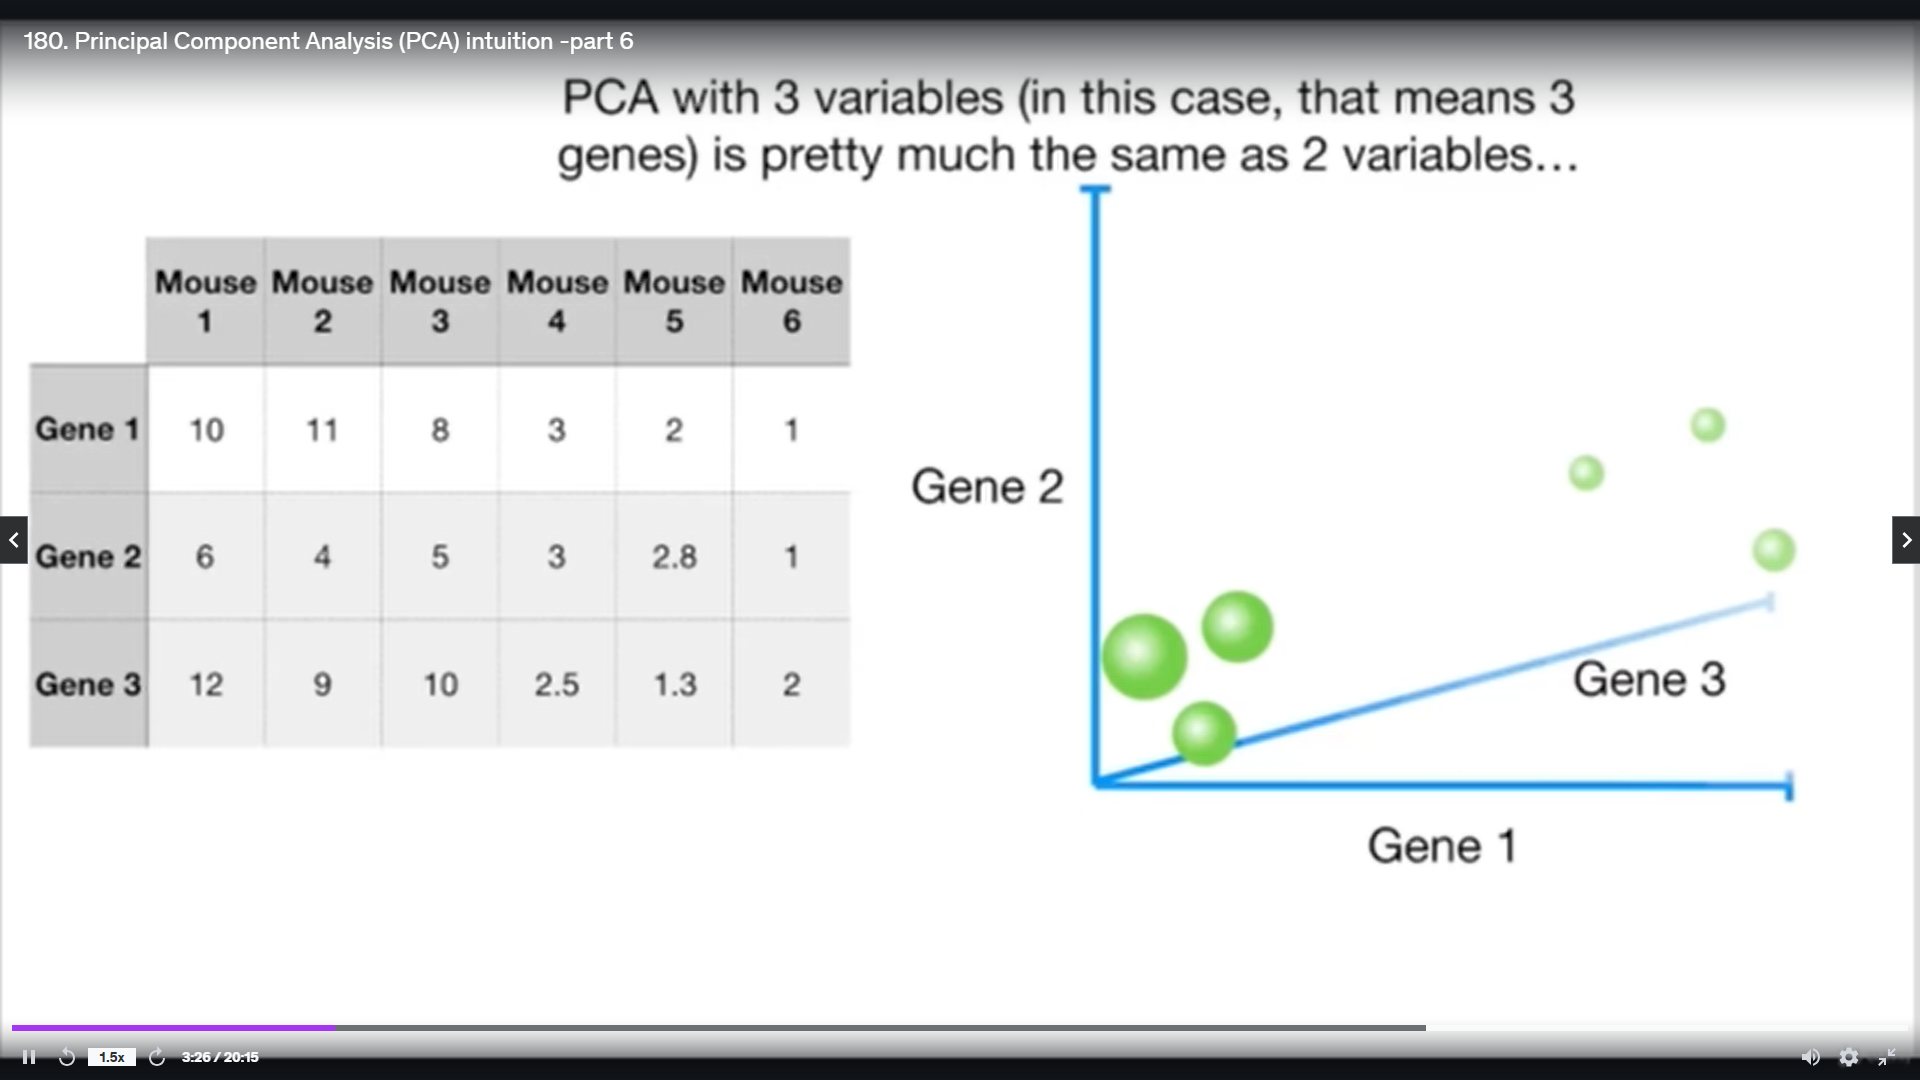 180. Principal Component Analysis (PCA) intuition -part 6
PCA with 3 variables (in this case, that means 3
genes) is pretty much the same as 2 variables…
Mouse 1 Mouse 2 Mouse 3 Mouse 4 Mouse 5 Mouse 6
Gene 1 10 11 8 3 2 1
Gene 2 6 4 5 3 2.8 1
Gene 3 12 9 10 2.5 1.3 2
Gene 2
Gene 3
Gene 1
1.5x 3:26 / 20:15